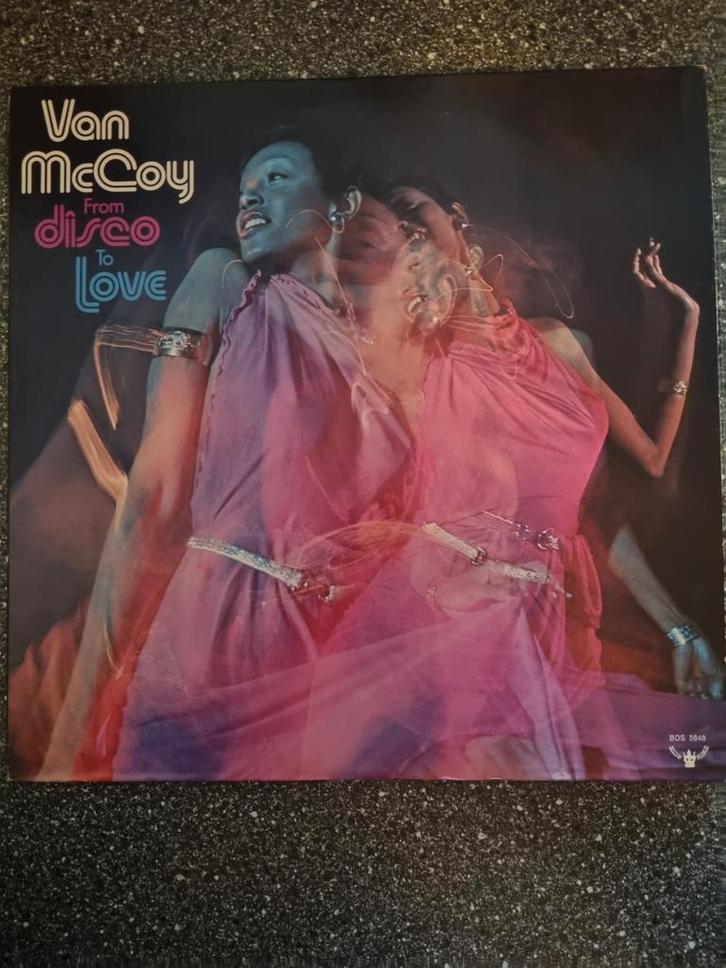 Van
McCoy
From
disco
To
Love
BDS 5648